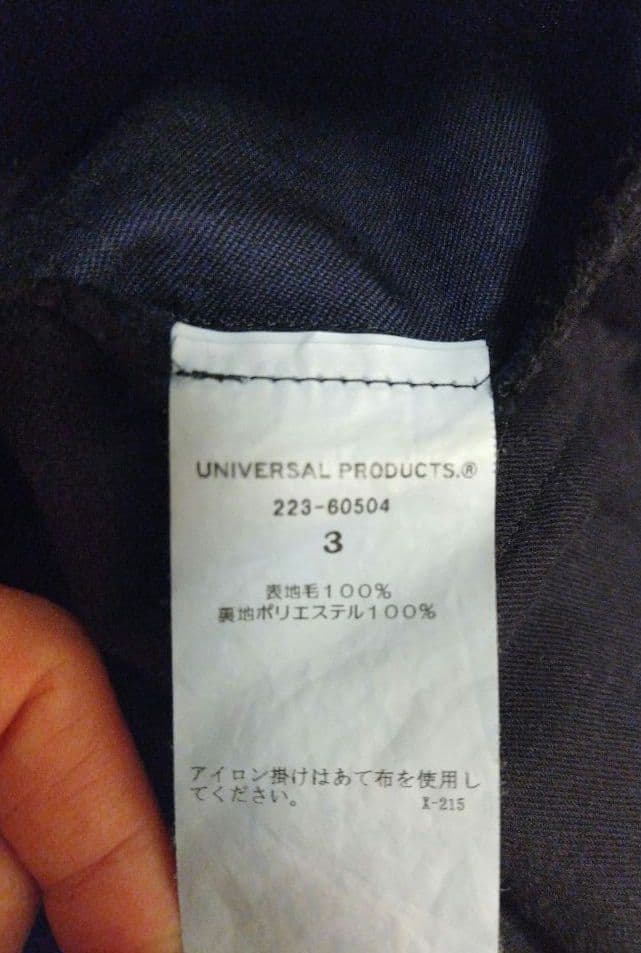 UNIVERSAL PRODUCTS.®
223-60504
3
表地毛100%
裏地ポリエステル100%
アイロン掛けはあて布を使用し
てください。 X-215